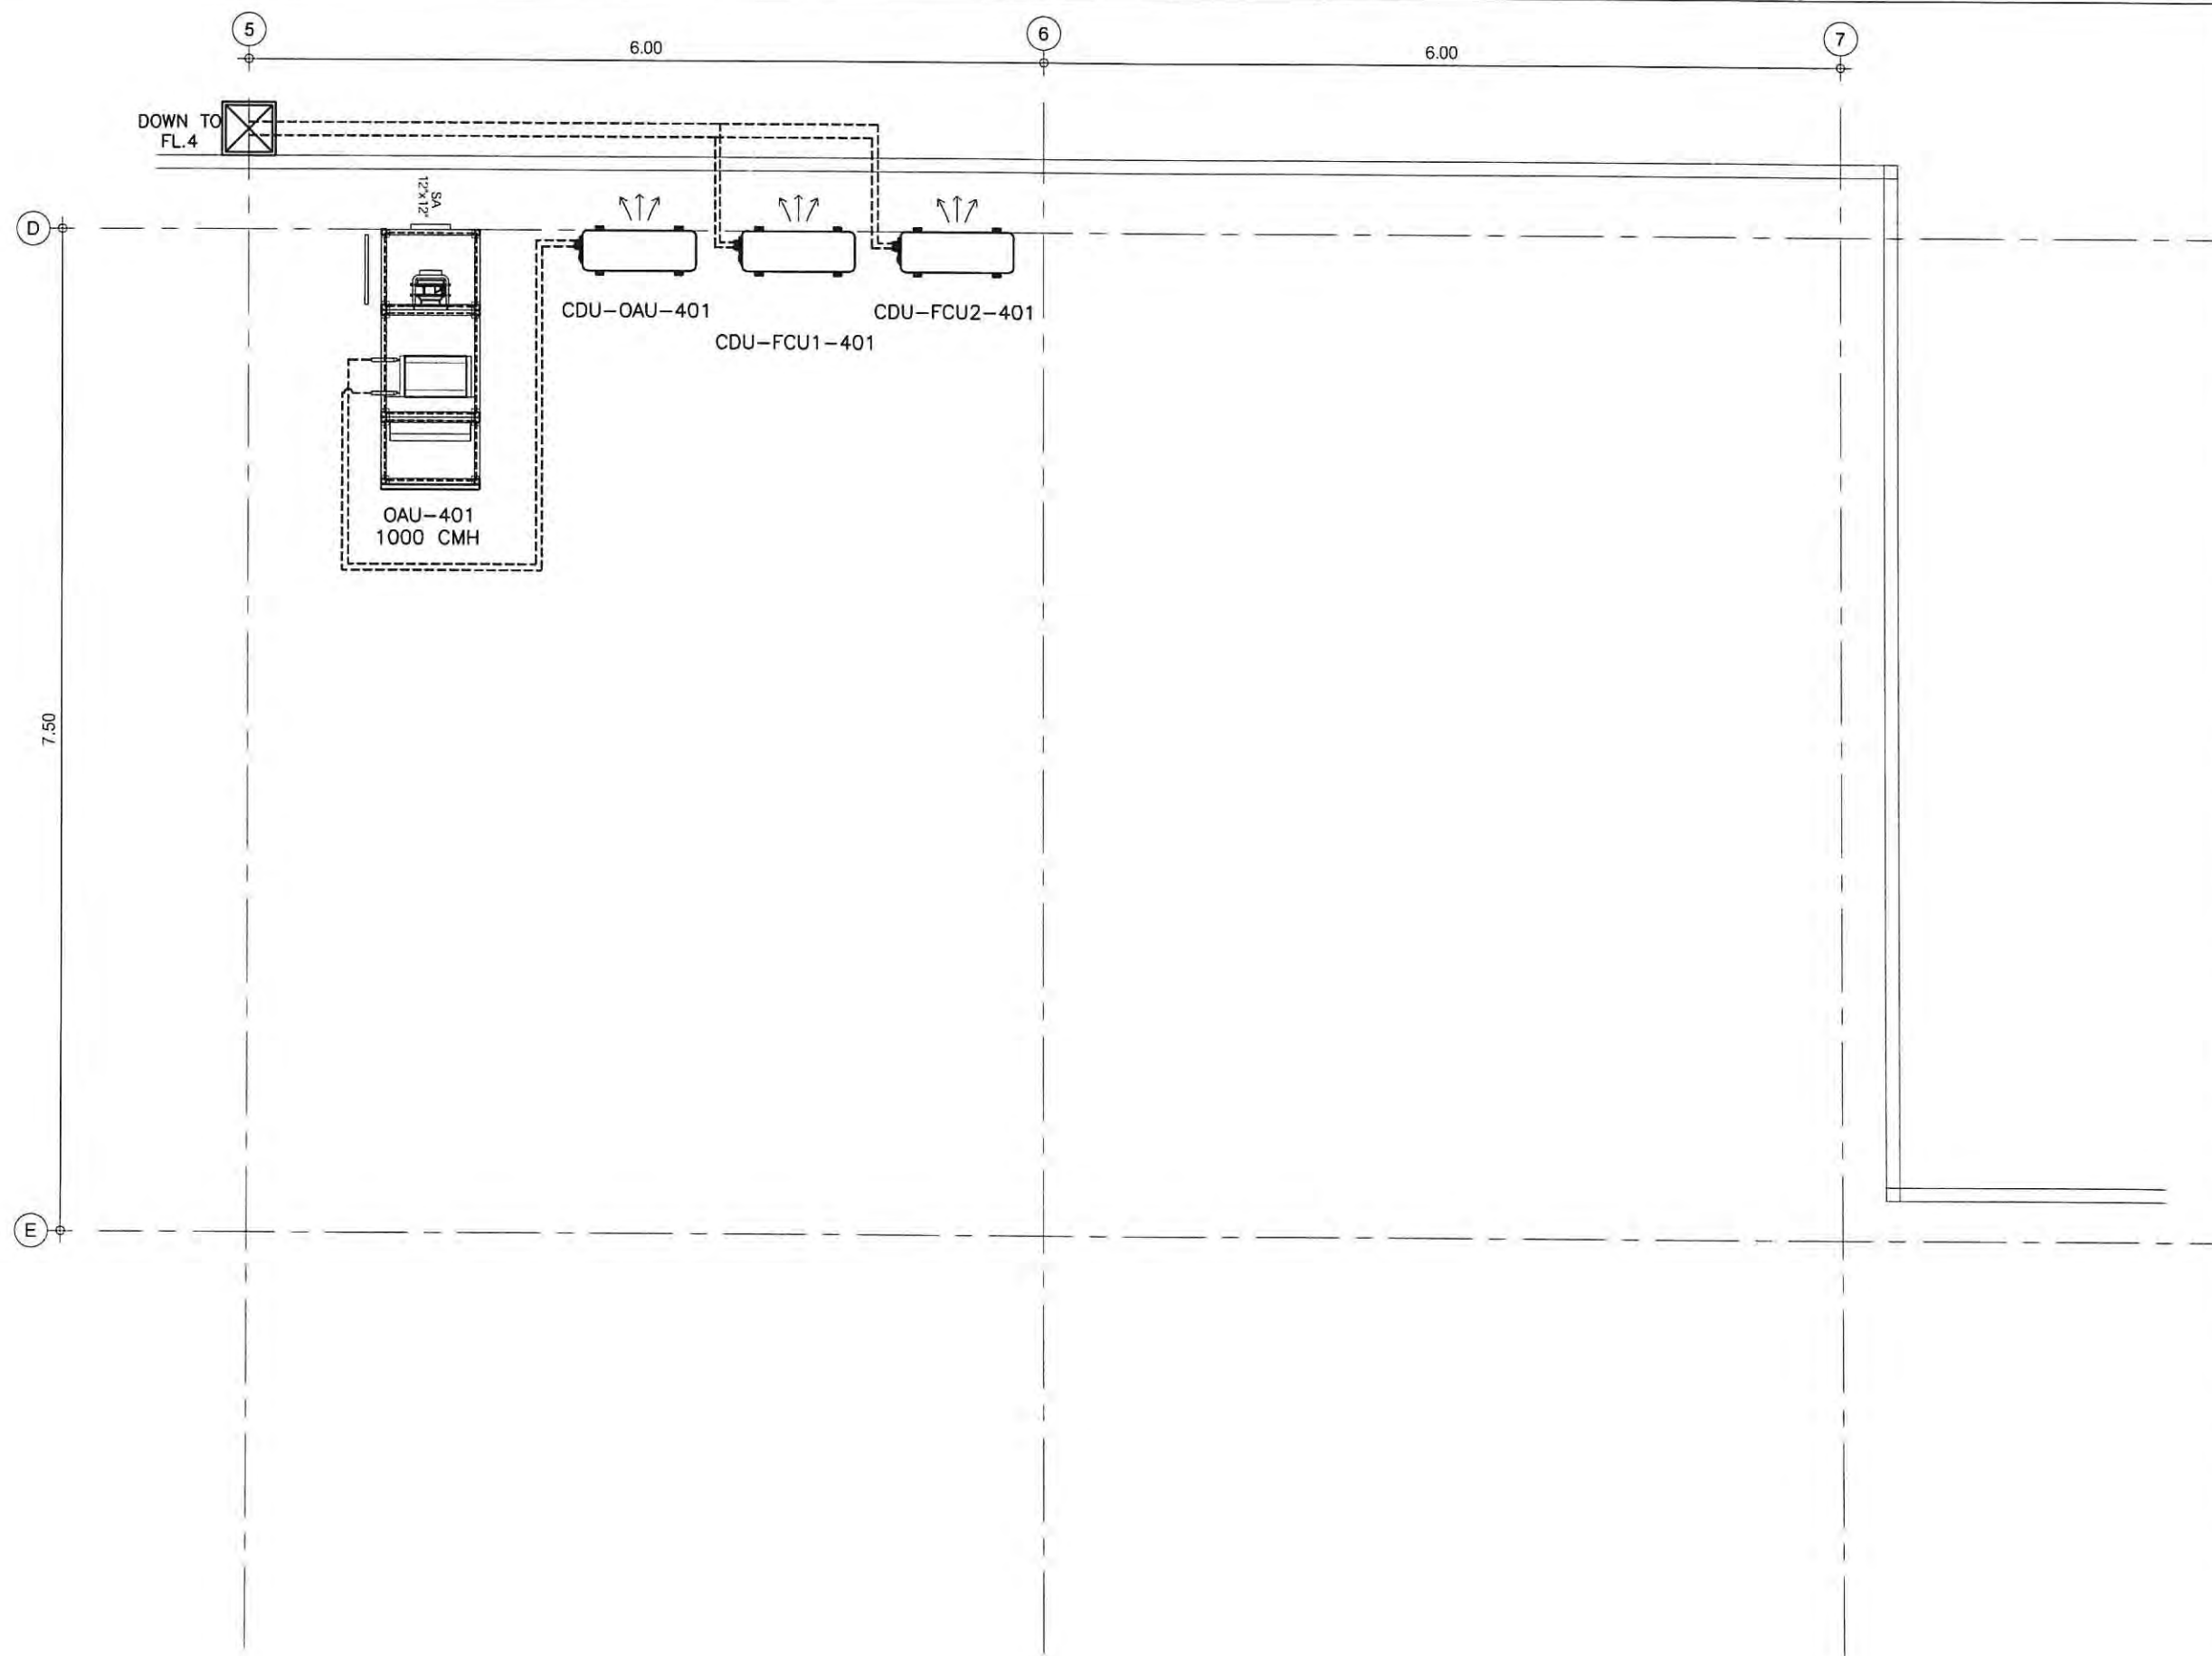 5
6
7
6.00
6.00
DOWN TO
FL.4
SA
12"x12"
D
CDU-OAU-401
CDU-FCU1-401
CDU-FCU2-401
OAU-401
1000 CMH
7.50
E